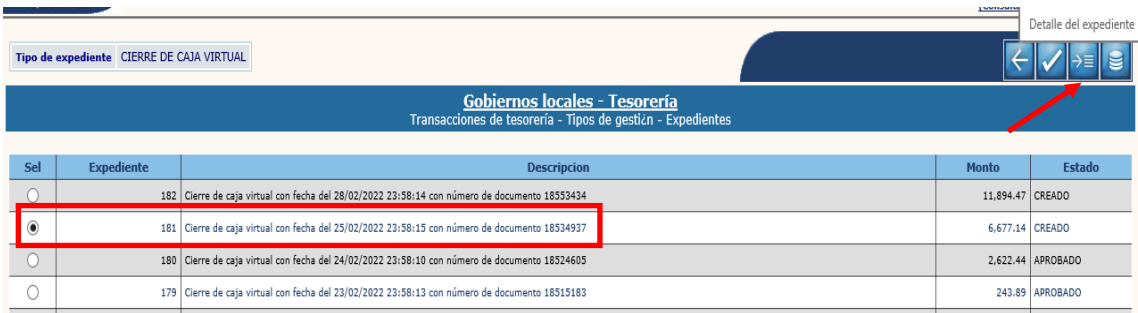 Detalle del expediente
Tipo de expediente CIERRE DE CAJA VIRTUAL
Gobiernos locales - Tesorería
Transacciones de tesorería - Tipos de gesti¿n - Expedientes
Sel Expediente Descripcion Monto Estado
182 Cierre de caja virtual con fecha del 28/02/2022 23:58:14 con número de documento 18553434 11,894.47 CREADO
181 Cierre de caja virtual con fecha del 25/02/2022 23:58:15 con número de documento 18534937 6,677.14 CREADO
180 Cierre de caja virtual con fecha del 24/02/2022 23:58:10 con número de documento 18524605 2,622.44 APROBADO
179 Cierre de caja virtual con fecha del 23/02/2022 23:58:13 con número de documento 18515183 243.89 APROBADO